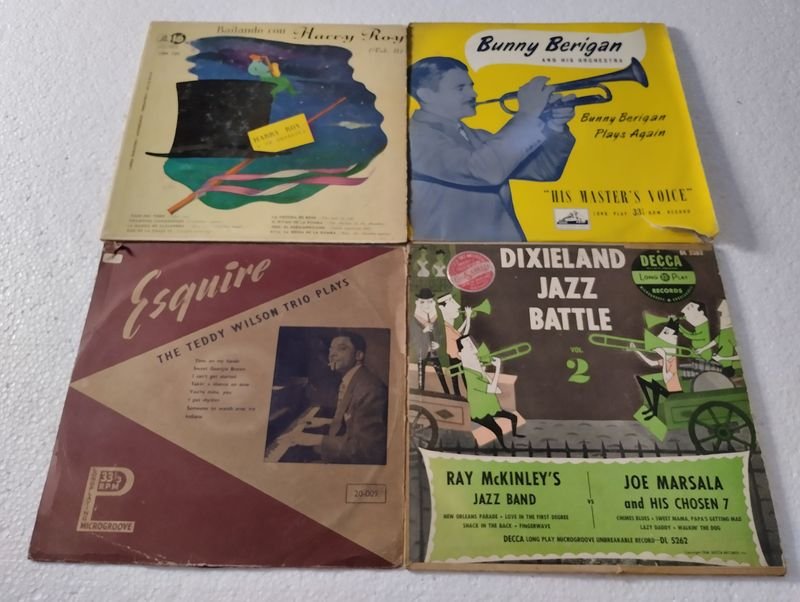 Bailando con Harry Roy
(Vol. II)
HARRY ROY
Bunny Berigan
AND HIS ORCHESTRA
Bunny Berigan
Plays Again
"HIS MASTER'S VOICE"
LONG PLAY 33⅓ RPM RECORD
Esquire
THE TEDDY WILSON TRIO PLAYS
Time on my hands
Sweet Georgia Brown
I can't get started
Takin' a chance on love
You're mine, you
I got rhythm
Someone to watch over me
Indiana
20-009
33⅓
RPM
LONG PLAYING
MICROGROOVE
DIXIELAND
JAZZ
BATTLE
VOL.
2
DECCA
LONG PLAY
RECORDS
RAY McKINLEY'S
JAZZ BAND
NEW ORLEANS PARADE • LOVE IN THE FIRST DEGREE
SHACK IN THE BACK • FINGERWAVE
vs
JOE MARSALA
and HIS CHOSEN 7
CHIMES BLUES • SWEET MAMA, PAPA'S GETTING MAD
LAZY DADDY • WALKIN' THE DOG
DECCA LONG PLAY MICROGROOVE UNBREAKABLE RECORD—DL 5262